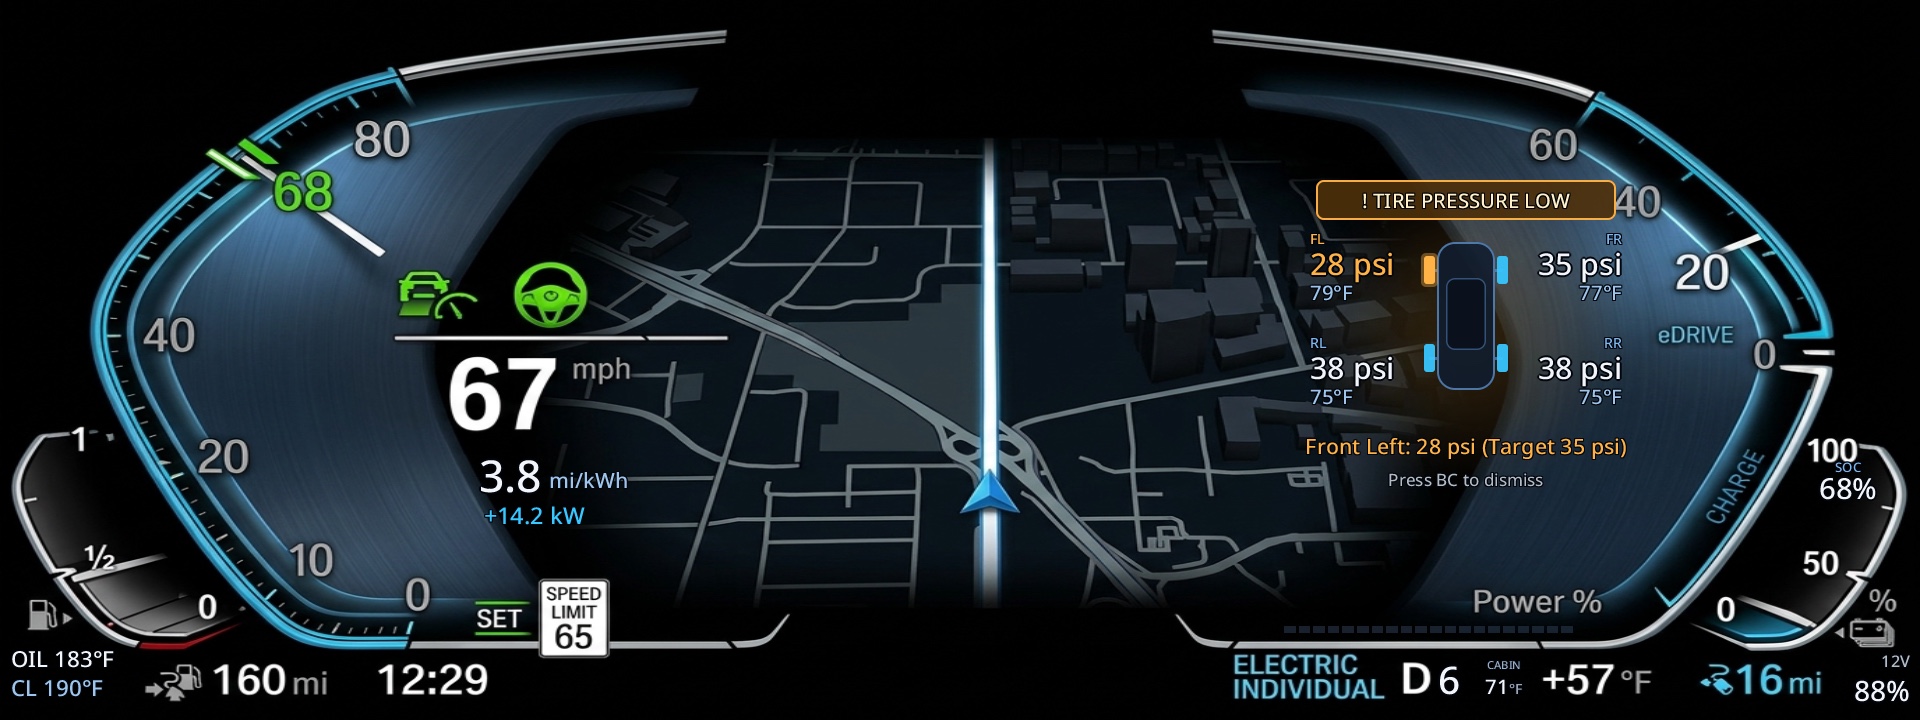 80
68
40
20
10
0
67 mph
3.8 mi/kWh
+14.2 kW
SET
SPEED
LIMIT
65
1
½
0
OIL 183°F
CL 190°F
160 mi
12:29
60
40
20
eDRIVE
0
CHARGE
Power %
! TIRE PRESSURE LOW
FL
28 psi
79°F
FR
35 psi
77°F
RL
38 psi
75°F
RR
38 psi
75°F
Front Left: 28 psi (Target 35 psi)
Press BC to dismiss
100
SOC
68%
50
0
%
ELECTRIC
INDIVIDUAL
D 6
CABIN
71°F
+57 °F
16 mi
12V
88%